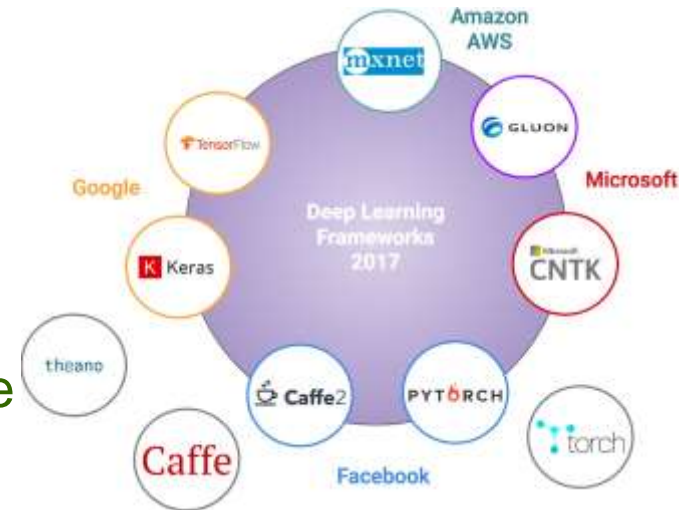 Amazon
AWS
mxnet
GLUON
TensorFlow
Google
Microsoft
Deep Learning
Frameworks
2017
K Keras
Microsoft
CNTK
theano
e
Caffe2
PYTORCH
Caffe
torch
Facebook